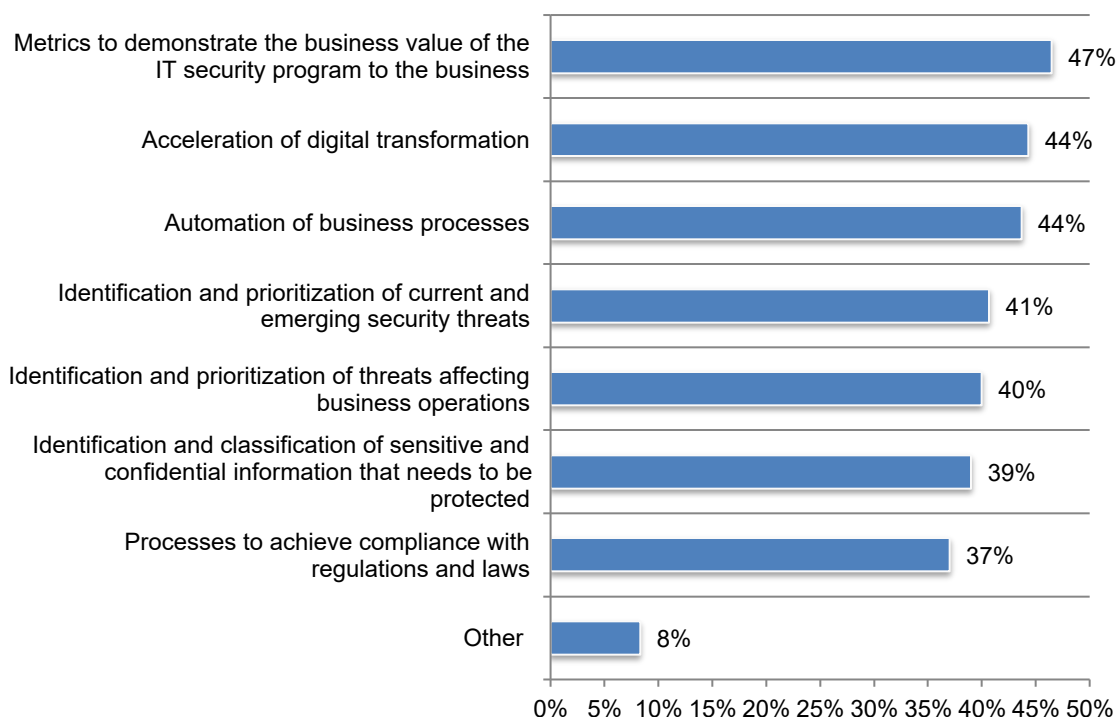 Metrics to demonstrate the business value of the
IT security program to the business
47%
Acceleration of digital transformation
44%
Automation of business processes
44%
Identification and prioritization of current and
emerging security threats
41%
Identification and prioritization of threats affecting
business operations
40%
Identification and classification of sensitive and
confidential information that needs to be
protected
39%
Processes to achieve compliance with
regulations and laws
37%
Other
8%
0% 5% 10% 15% 20% 25% 30% 35% 40% 45% 50%